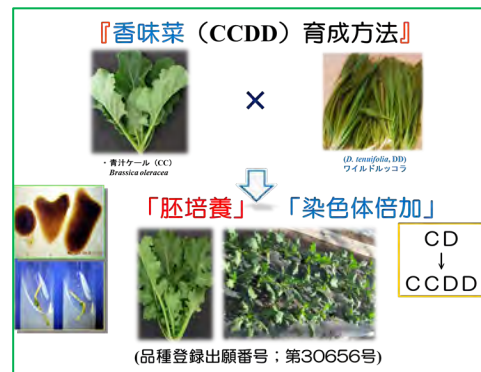 『香味菜（CCDD）育成方法』
×
・青汁ケール（CC）
Brassica oleracea
(D. tenuifolia, DD)
ワイルドルッコラ
「胚培養」 「染色体倍加」
CD
↓
CCDD
(品種登録出願番号；第30656号)